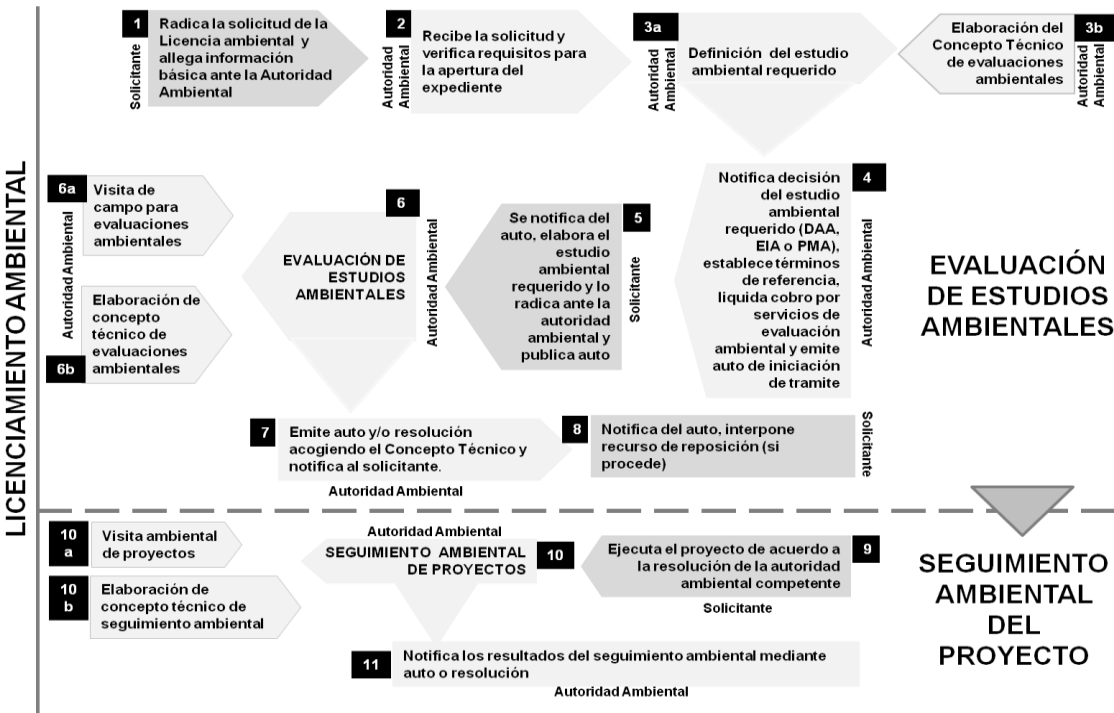 LICENCIAMIENTO AMBIENTAL
1
Solicitante
Radica la solicitud de la
Licencia ambiental y
allega información
básica ante la Autoridad
Ambiental
2
Autoridad
Ambiental
Recibe la solicitud y
verifica requisitos para
la apertura del
expediente
3a
Autoridad
Ambiental
Definición del estudio
ambiental requerido
Elaboración del
Concepto Técnico
de evaluaciones
ambientales
3b
Autoridad
Ambiental
6a
Visita de
campo para
evaluaciones
ambientales
Autoridad Ambiental
Elaboración de
concepto
técnico de
evaluaciones
ambientales
6b
6
EVALUACIÓN DE
ESTUDIOS
AMBIENTALES
Autoridad Ambiental
Se notifica del
auto, elabora el
estudio
ambiental
requerido y lo
radica ante la
autoridad
ambiental y
publica auto
5
Solicitante
Notifica decisión
del estudio
ambiental
requerido (DAA,
EIA o PMA),
establece términos
de referencia,
liquida cobro por
servicios de
evaluación
ambiental y emite
auto de iniciación
de tramite
4
Autoridad Ambiental
EVALUACIÓN
DE ESTUDIOS
AMBIENTALES
7
Emite auto y/o resolución
acogiendo el Concepto Técnico y
notifica al solicitante.
Autoridad Ambiental
8
Notifica del auto, interpone
recurso de reposición (si
procede)
Solicitante
10
a
Visita ambiental
de proyectos
10
b
Elaboración de
concepto técnico de
seguimiento ambiental
Autoridad Ambiental
SEGUIMIENTO AMBIENTAL
DE PROYECTOS
10
Ejecuta el proyecto de acuerdo a
la resolución de la autoridad
ambiental competente
9
Solicitante
11
Notifica los resultados del seguimiento ambiental mediante
auto o resolución
Autoridad Ambiental
SEGUIMIENTO
AMBIENTAL
DEL
PROYECTO